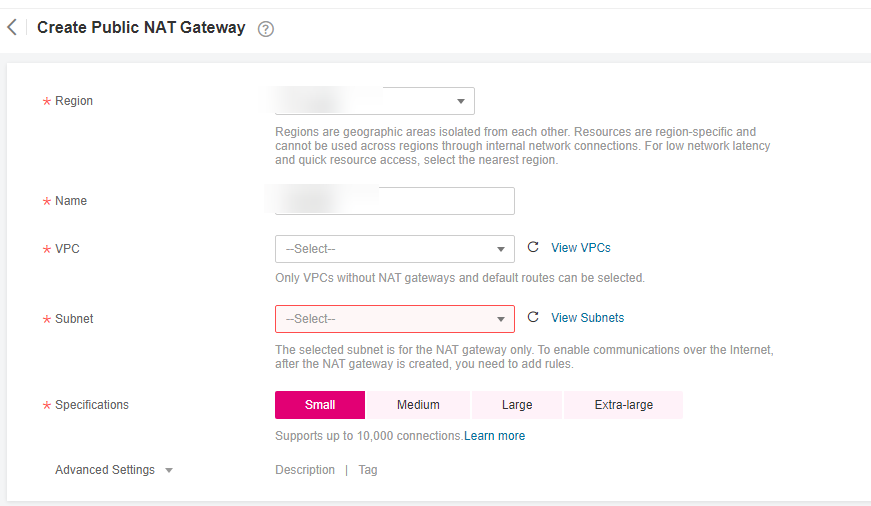 Create Public NAT Gateway ?
* Region
Regions are geographic areas isolated from each other. Resources are region-specific and
cannot be used across regions through internal network connections. For low network latency
and quick resource access, select the nearest region.
* Name
* VPC --Select-- View VPCs
Only VPCs without NAT gateways and default routes can be selected.
* Subnet --Select-- View Subnets
The selected subnet is for the NAT gateway only. To enable communications over the Internet,
after the NAT gateway is created, you need to add rules.
* Specifications Small Medium Large Extra-large
Supports up to 10,000 connections.Learn more
Advanced Settings Description | Tag